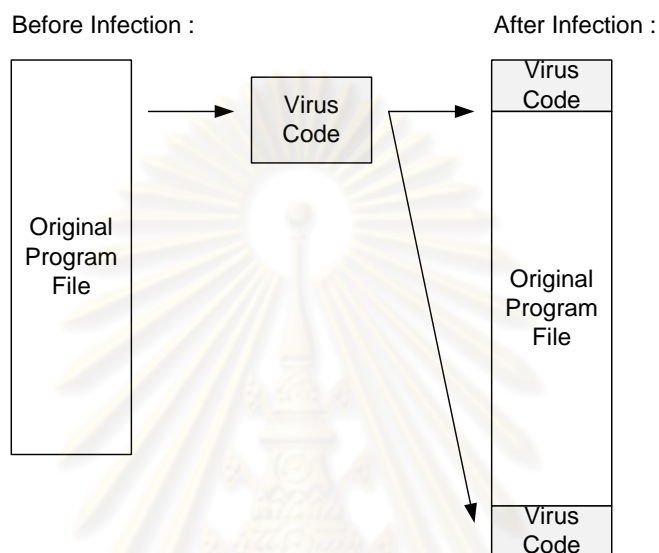 Before Infection :
After Infection :
Original
Program
File
Virus
Code
Virus
Code
Original
Program
File
Virus
Code